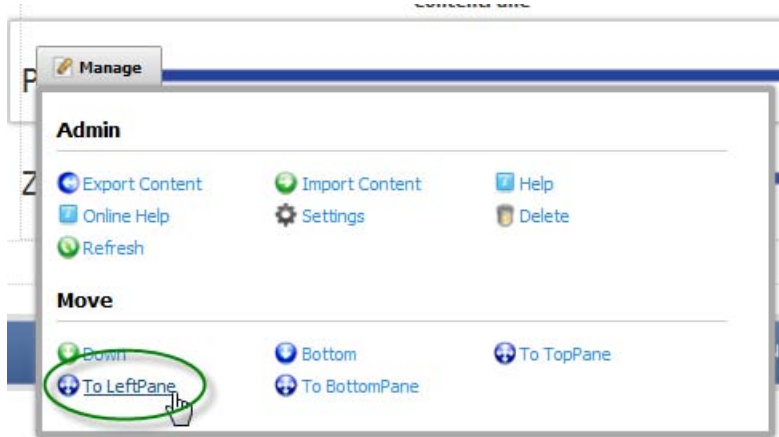 ContentPane
P
Manage
Admin
Export Content Import Content Help
Online Help Settings Delete
Refresh
Z
Move
Down Bottom To TopPane
To LeftPane To BottomPane